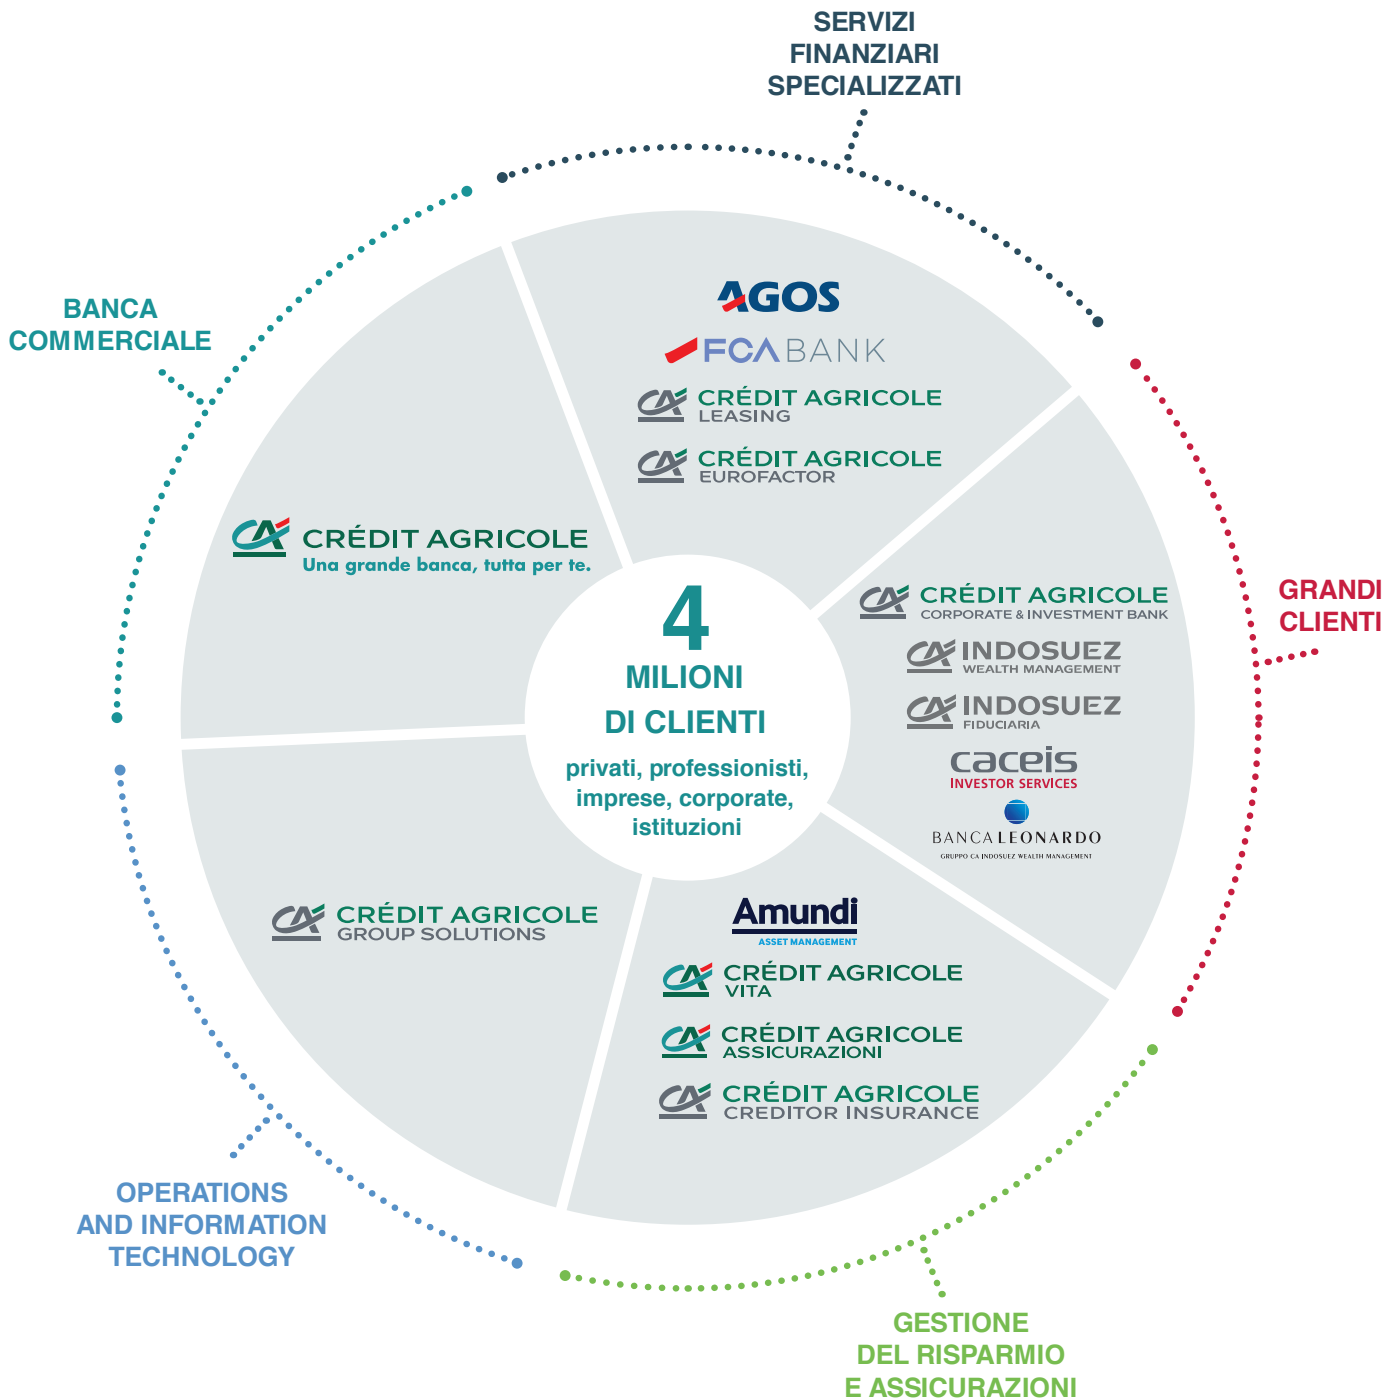 SERVIZI
FINANZIARI
SPECIALIZZATI
BANCA
COMMERCIALE
AGOS
FCA BANK
CRÉDIT AGRICOLE
LEASING
CRÉDIT AGRICOLE
EUROFACTOR
CRÉDIT AGRICOLE
Una grande banca, tutta per te.
GRANDI
CLIENTI
CRÉDIT AGRICOLE
CORPORATE & INVESTMENT BANK
INDOSUEZ
WEALTH MANAGEMENT
INDOSUEZ
FIDUCIARIA
caceis
INVESTOR SERVICES
BANCA LEONARDO
GRUPPO CA INDOSUEZ WEALTH MANAGEMENT
4
MILIONI
DI CLIENTI
privati, professionisti,
imprese, corporate,
istituzioni
CRÉDIT AGRICOLE
GROUP SOLUTIONS
Amundi
ASSET MANAGEMENT
CRÉDIT AGRICOLE
VITA
CRÉDIT AGRICOLE
ASSICURAZIONI
CRÉDIT AGRICOLE
CREDITOR INSURANCE
OPERATIONS
AND INFORMATION
TECHNOLOGY
GESTIONE
DEL RISPARMIO
E ASSICURAZIONI